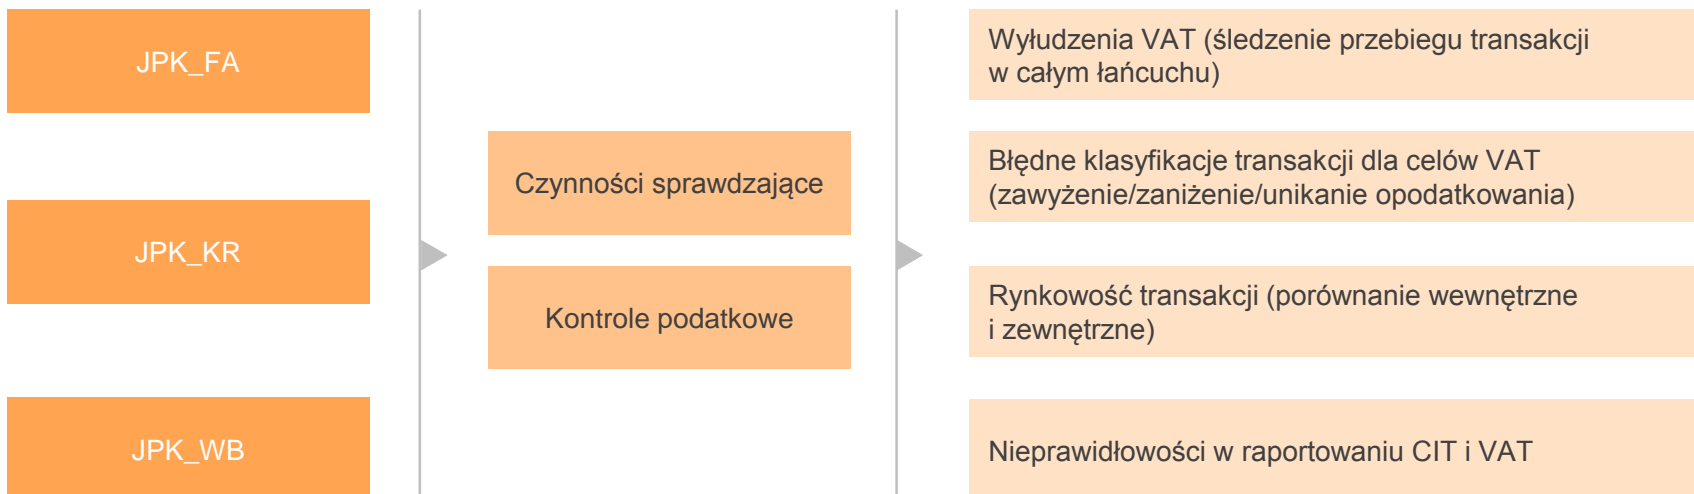 JPK_FA
JPK_KR
JPK_WB
Czynności sprawdzające
Kontrole podatkowe
Wyłudzenia VAT (śledzenie przebiegu transakcji
w całym łańcuchu)
Błędne klasyfikacje transakcji dla celów VAT
(zawyżenie/zaniżenie/unikanie opodatkowania)
Rynkowość transakcji (porównanie wewnętrzne
i zewnętrzne)
Nieprawidłowości w raportowaniu CIT i VAT